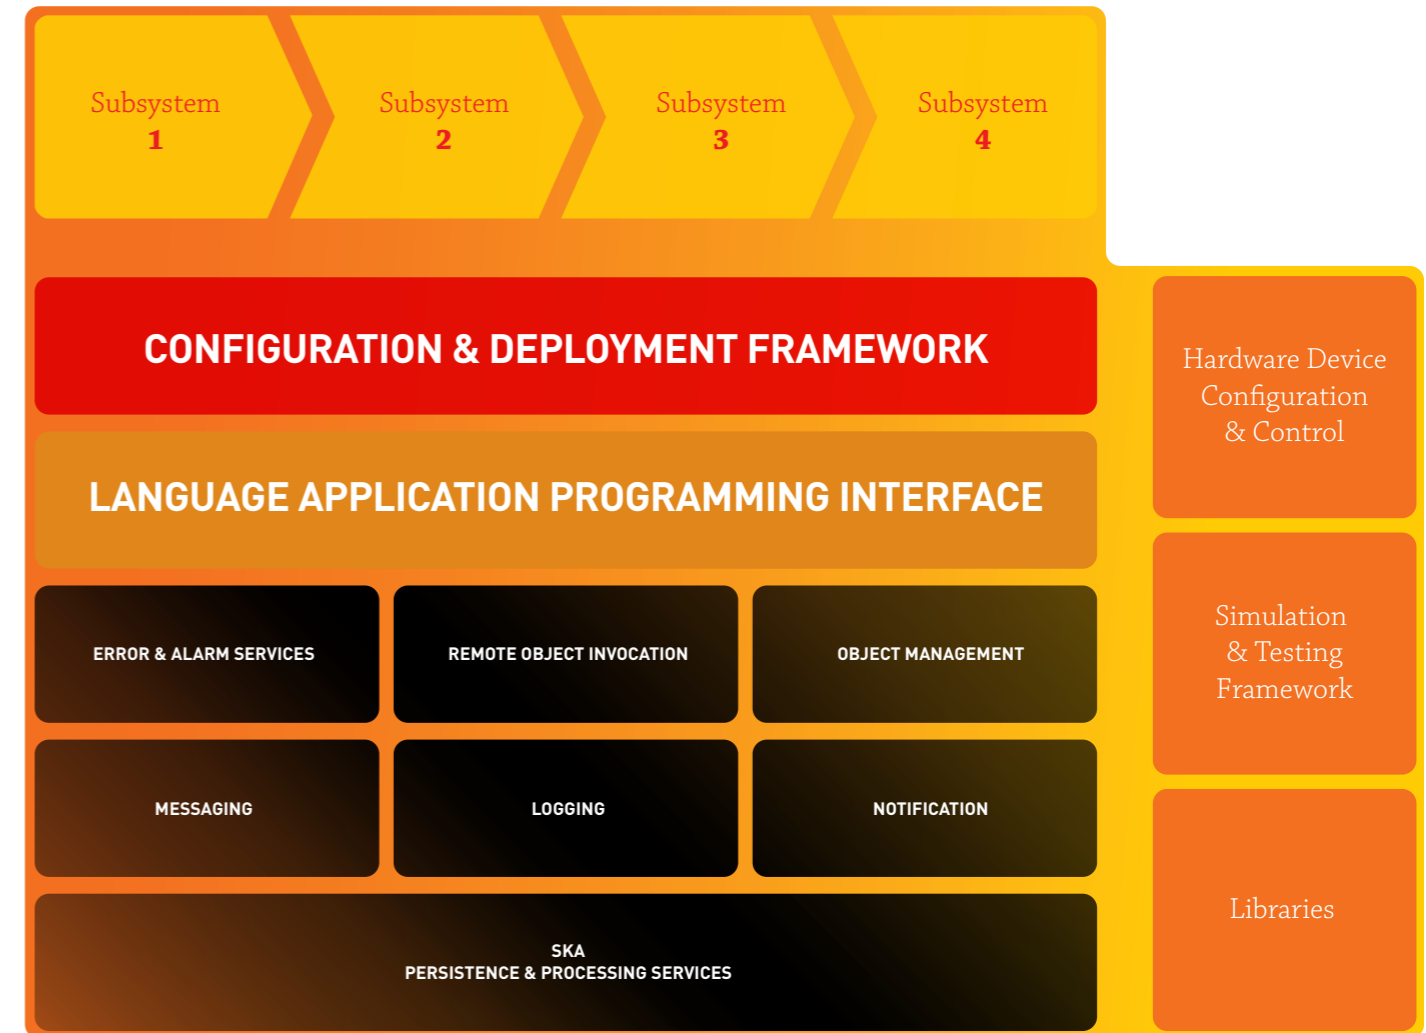 Subsystem
1
Subsystem
2
Subsystem
3
Subsystem
4
CONFIGURATION & DEPLOYMENT FRAMEWORK
LANGUAGE APPLICATION PROGRAMMING INTERFACE
ERROR & ALARM SERVICES
REMOTE OBJECT INVOCATION
OBJECT MANAGEMENT
MESSAGING
LOGGING
NOTIFICATION
SKA
PERSISTENCE & PROCESSING SERVICES
Hardware Device
Configuration
& Control
Simulation
& Testing
Framework
Libraries